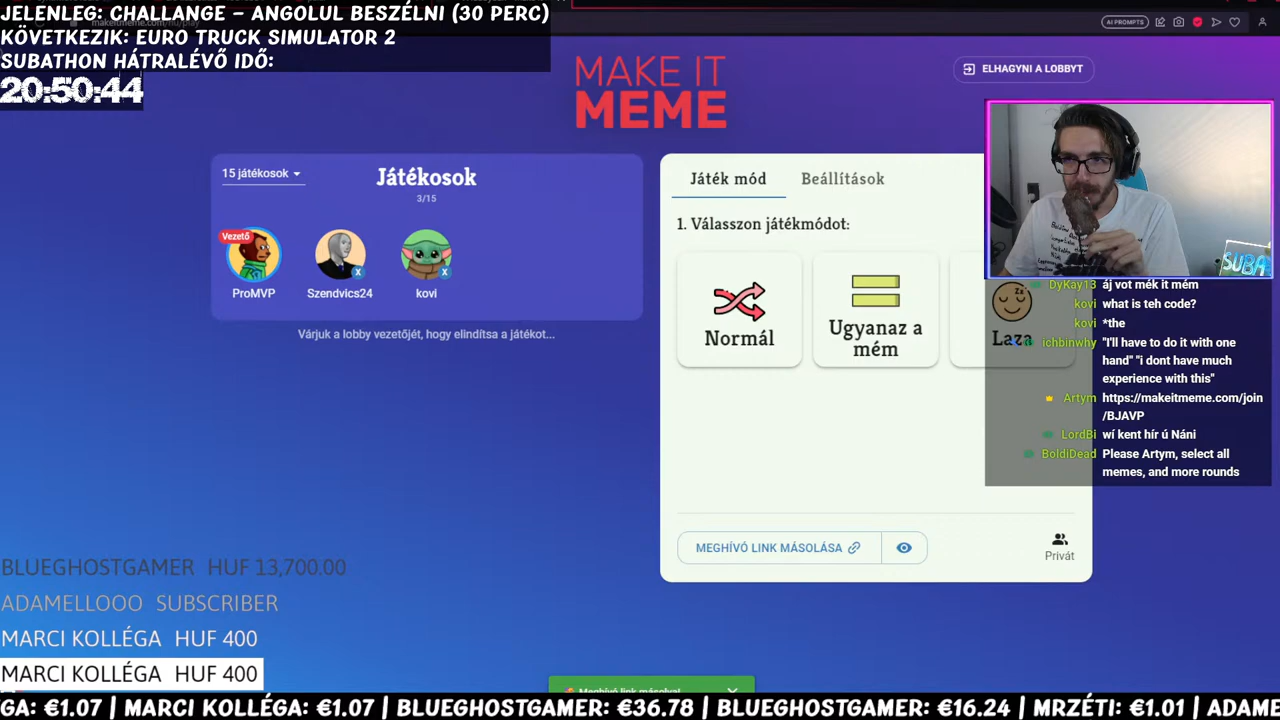 JELENLEG: CHALLANGE - ANGOLUL BESZÉLNI (30 PERC)
KÖVETKEZIK: EURO TRUCK SIMULATOR 2
SUBATHON HÁTRALÉVŐ IDŐ:
20:50:44
AI PROMPTS
MAKE IT
MEME
ELHAGYNI A LOBBYT
15 játékosok
Játékosok
3/15
Vezető
ProMVP
Szendvics24
kovi
Várjuk a lobby vezetőjét, hogy elindítsa a játékot...
Játék mód
Beállítások
1. Válasszon játékmódot:
Normál
Ugyanaz a
mém
Laza
MEGHÍVÓ LINK MÁSOLÁSA
Privát
SUBA
DyKay13 áj vot mék it mém
kovi what is teh code?
kovi *the
ichbinwhy "I'll have to do it with one
hand" "i dont have much
experience with this"
Artym https://makeitmeme.com/join
/BJAVP
LordBi wí kent hír ú Náni
BoldiDead Please Artym, select all
memes, and more rounds
BLUEGHOSTGAMER HUF 13,700.00
ADAMELLOOO SUBSCRIBER
MARCI KOLLÉGA HUF 400
MARCI KOLLÉGA HUF 400
Meghívó link másolva!
GA: €1.07 | MARCI KOLLÉGA: €1.07 | BLUEGHOSTGAMER: €36.78 | BLUEGHOSTGAMER: €16.24 | MRZÉTI: €1.01 | ADAME